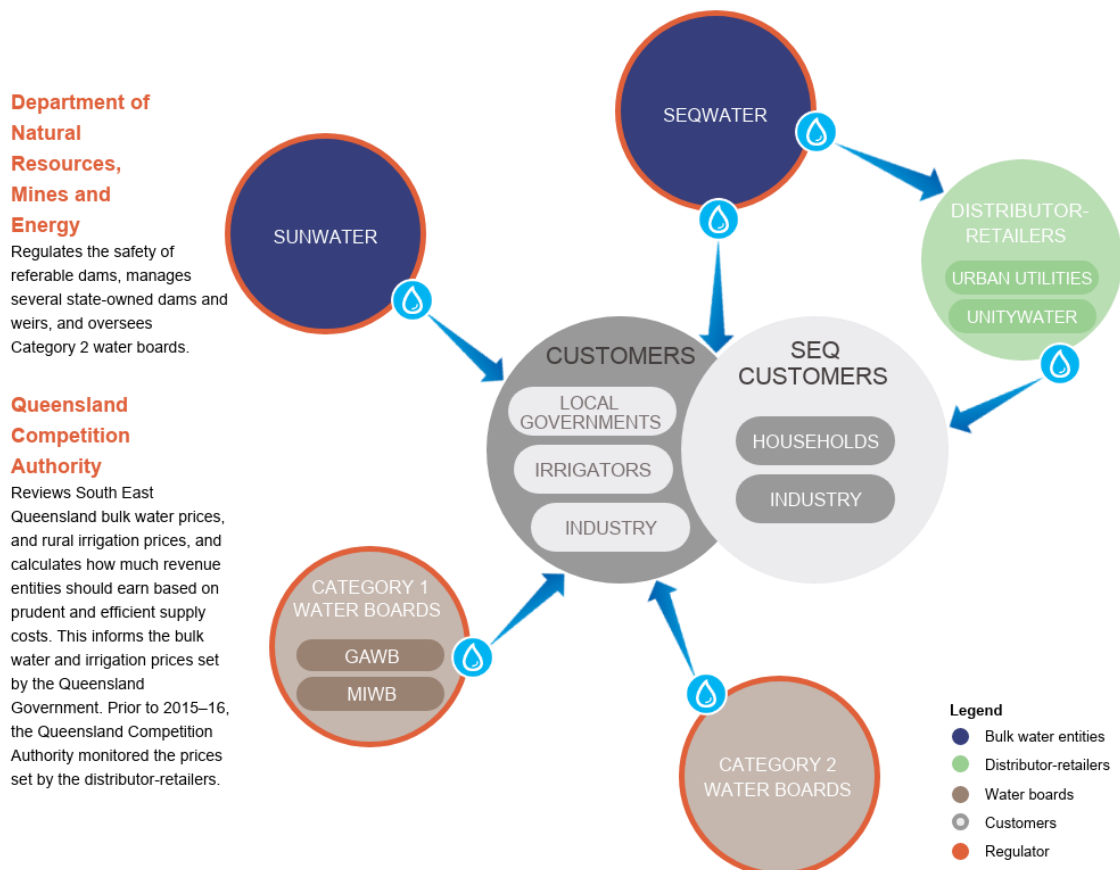 Department of
Natural
Resources,
Mines and
Energy
Regulates the safety of
referable dams, manages
several state-owned dams and
weirs, and oversees
Category 2 water boards.
Queensland
Competition
Authority
Reviews South East
Queensland bulk water prices,
and rural irrigation prices, and
calculates how much revenue
entities should earn based on
prudent and efficient supply
costs. This informs the bulk
water and irrigation prices set
by the Queensland
Government. Prior to 2015–16,
the Queensland Competition
Authority monitored the prices
set by the distributor-retailers.
SUNWATER
SEQWATER
DISTRIBUTOR-
RETAILERS
URBAN UTILITIES
UNITYWATER
CUSTOMERS
LOCAL
GOVERNMENTS
IRRIGATORS
INDUSTRY
SEQ
CUSTOMERS
HOUSEHOLDS
INDUSTRY
CATEGORY 1
WATER BOARDS
GAWB
MIWB
CATEGORY 2
WATER BOARDS
Legend
Bulk water entities
Distributor-retailers
Water boards
Customers
Regulator